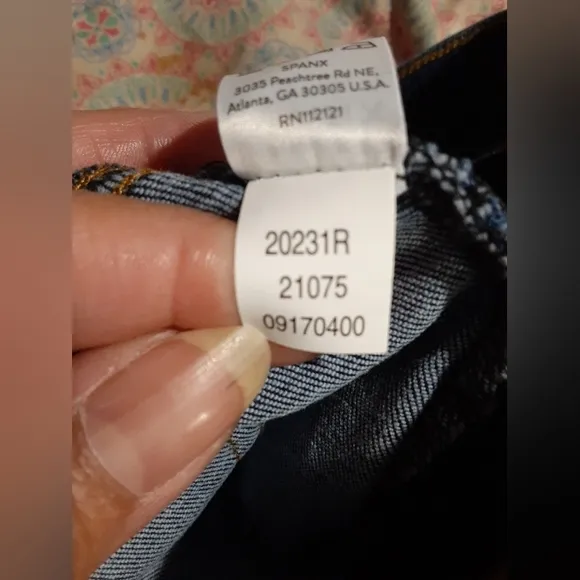 SPANX
3035 Peachtree Rd NE,
Atlanta, GA 30305 U.S.A.
RN112121
20231R
21075
09170400